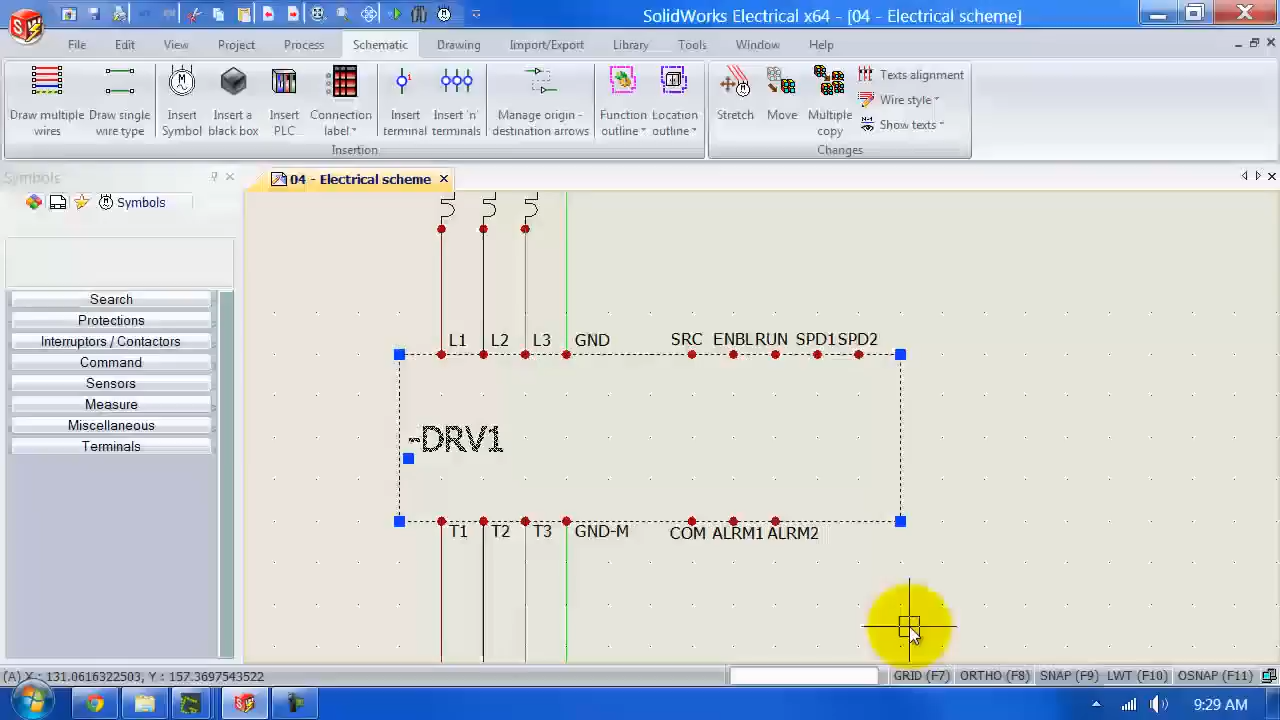 SolidWorks Electrical x64 - [04 - Electrical scheme]
File Edit View Project Process Schematic Drawing Import/Export Library Tools Window Help
Draw multiple wires
Draw single wire type
Insert Symbol
Insert a black box
Insert PLC
Connection label
Insert terminal
Insert 'n' terminals
Manage origin - destination arrows
Function outline
Location outline
Stretch
Move
Multiple copy
Texts alignment
Wire style
Show texts
Insertion
Changes
Symbols
04 - Electrical scheme
Symbols
Search
Protections
Interruptors / Contactors
Command
Sensors
Measure
Miscellaneous
Terminals
L1 L2 L3 GND SRC ENBL RUN SPD1 SPD2
-DRV1
T1 T2 T3 GND-M COM ALRM1 ALRM2
(A) X : 131.0616322503, Y : 157.3697543522
GRID (F7) ORTHO (F8) SNAP (F9) LWT (F10) OSNAP (F11)
9:29 AM